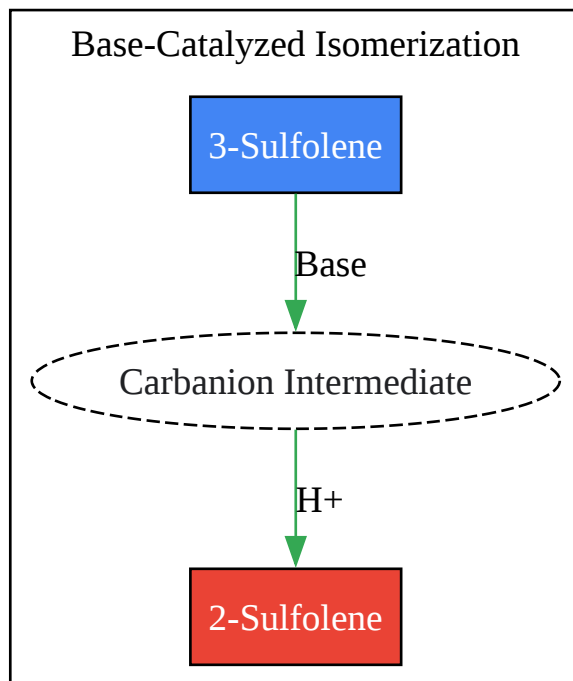 Base-Catalyzed Isomerization
3-Sulfolene
Base
Carbanion Intermediate
H+
2-Sulfolene